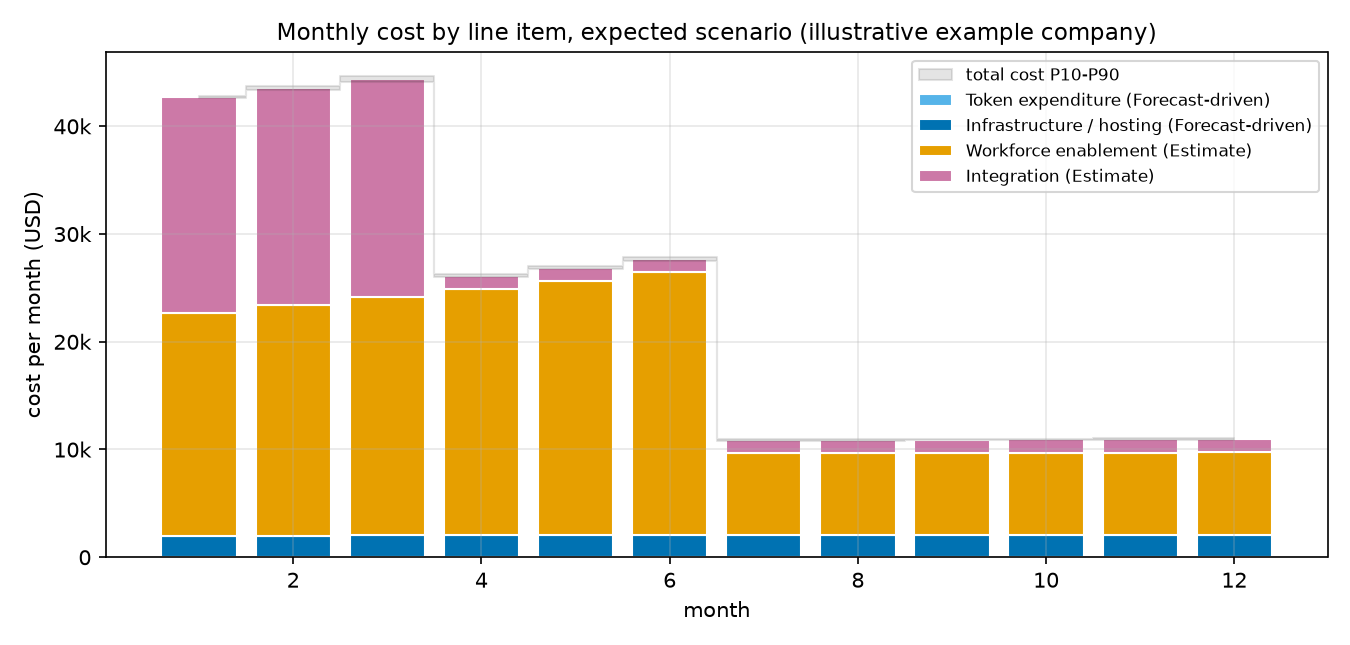 Monthly cost by line item, expected scenario (illustrative example company)
total cost P10-P90
Token expenditure (Forecast-driven)
Infrastructure / hosting (Forecast-driven)
Workforce enablement (Estimate)
Integration (Estimate)
cost per month (USD)
40k
30k
20k
10k
0
2 4 6 8 10 12
month